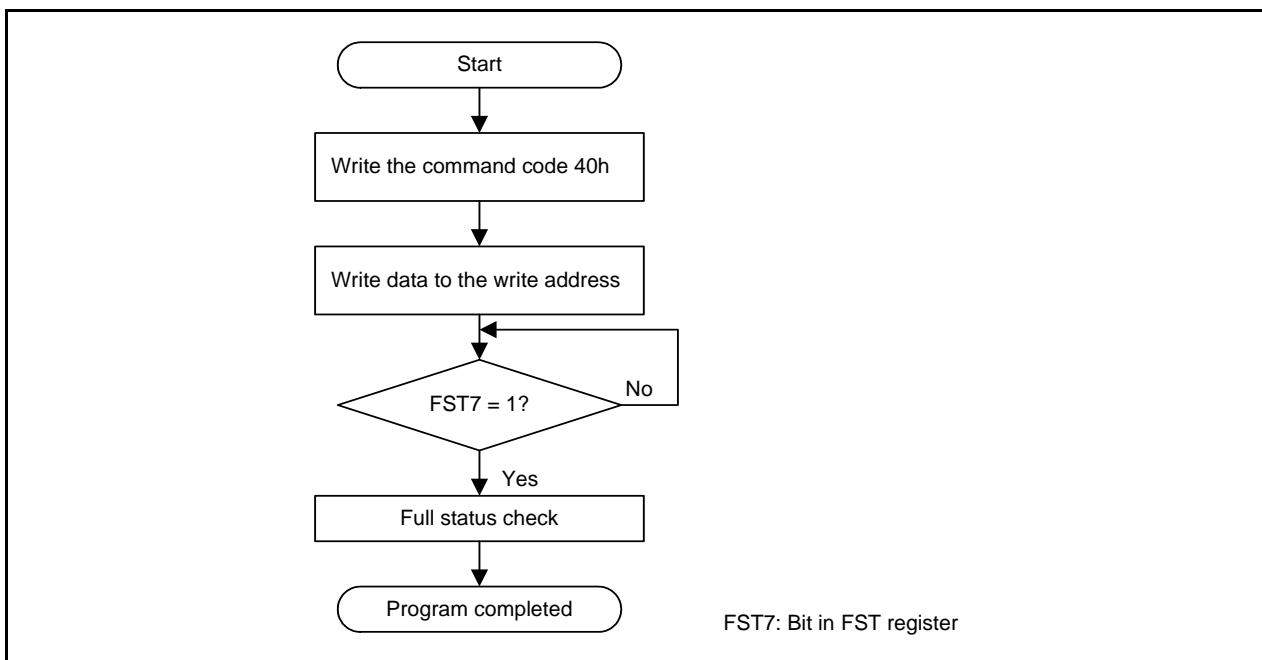 Start
Write the command code 40h
Write data to the write address
FST7 = 1?
No
Yes
Full status check
Program completed
FST7: Bit in FST register